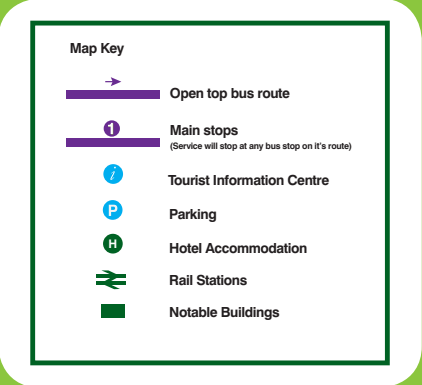 Map Key
Open top bus route
1
Main stops
(Service will stop at any bus stop on it's route)
i
Tourist Information Centre
P
Parking
H
Hotel Accommodation
Rail Stations
Notable Buildings